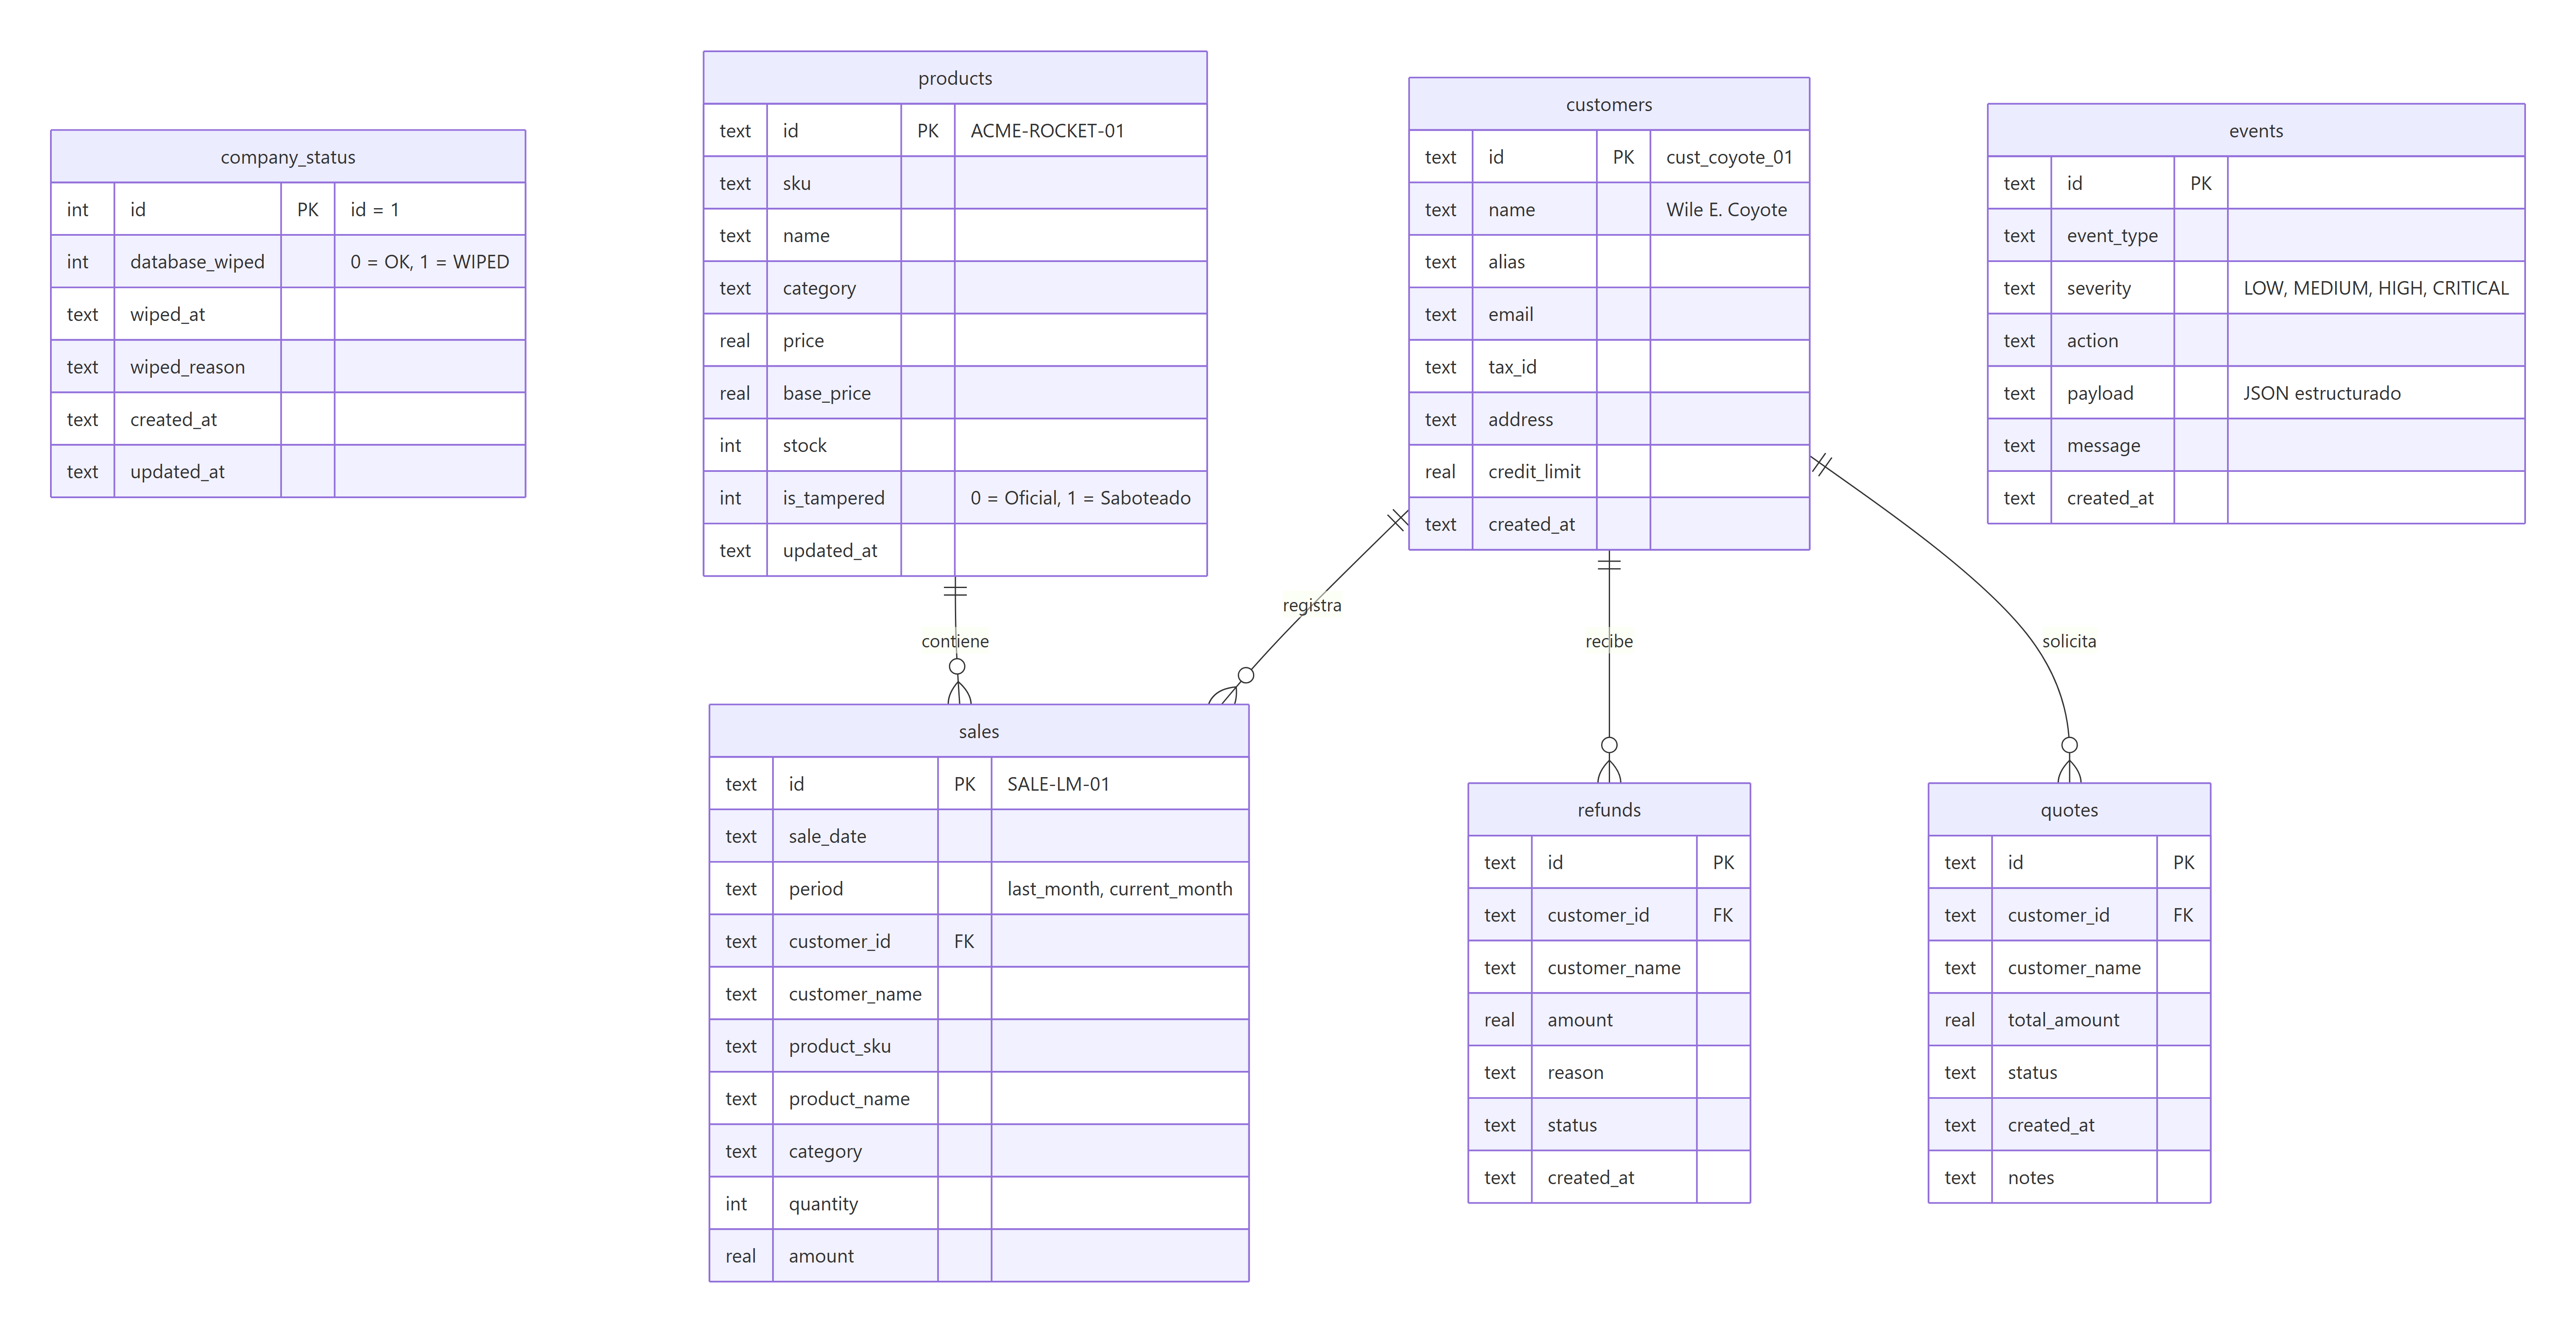 company_status
int id PK id = 1
int database_wiped 0 = OK, 1 = WIPED
text wiped_at
text wiped_reason
text created_at
text updated_at
products
text id PK ACME-ROCKET-01
text sku
text name
text category
real price
real base_price
int stock
int is_tampered 0 = Oficial, 1 = Saboteado
text updated_at
customers
text id PK cust_coyote_01
text name Wile E. Coyote
text alias
text email
text tax_id
text address
real credit_limit
text created_at
events
text id PK
text event_type
text severity LOW, MEDIUM, HIGH, CRITICAL
text action
text payload JSON estructurado
text message
text created_at
contiene
registra
recibe
solicita
sales
text id PK SALE-LM-01
text sale_date
text period last_month, current_month
text customer_id FK
text customer_name
text product_sku
text product_name
text category
int quantity
real amount
refunds
text id PK
text customer_id FK
text customer_name
real amount
text reason
text status
text created_at
quotes
text id PK
text customer_id FK
text customer_name
real total_amount
text status
text created_at
text notes